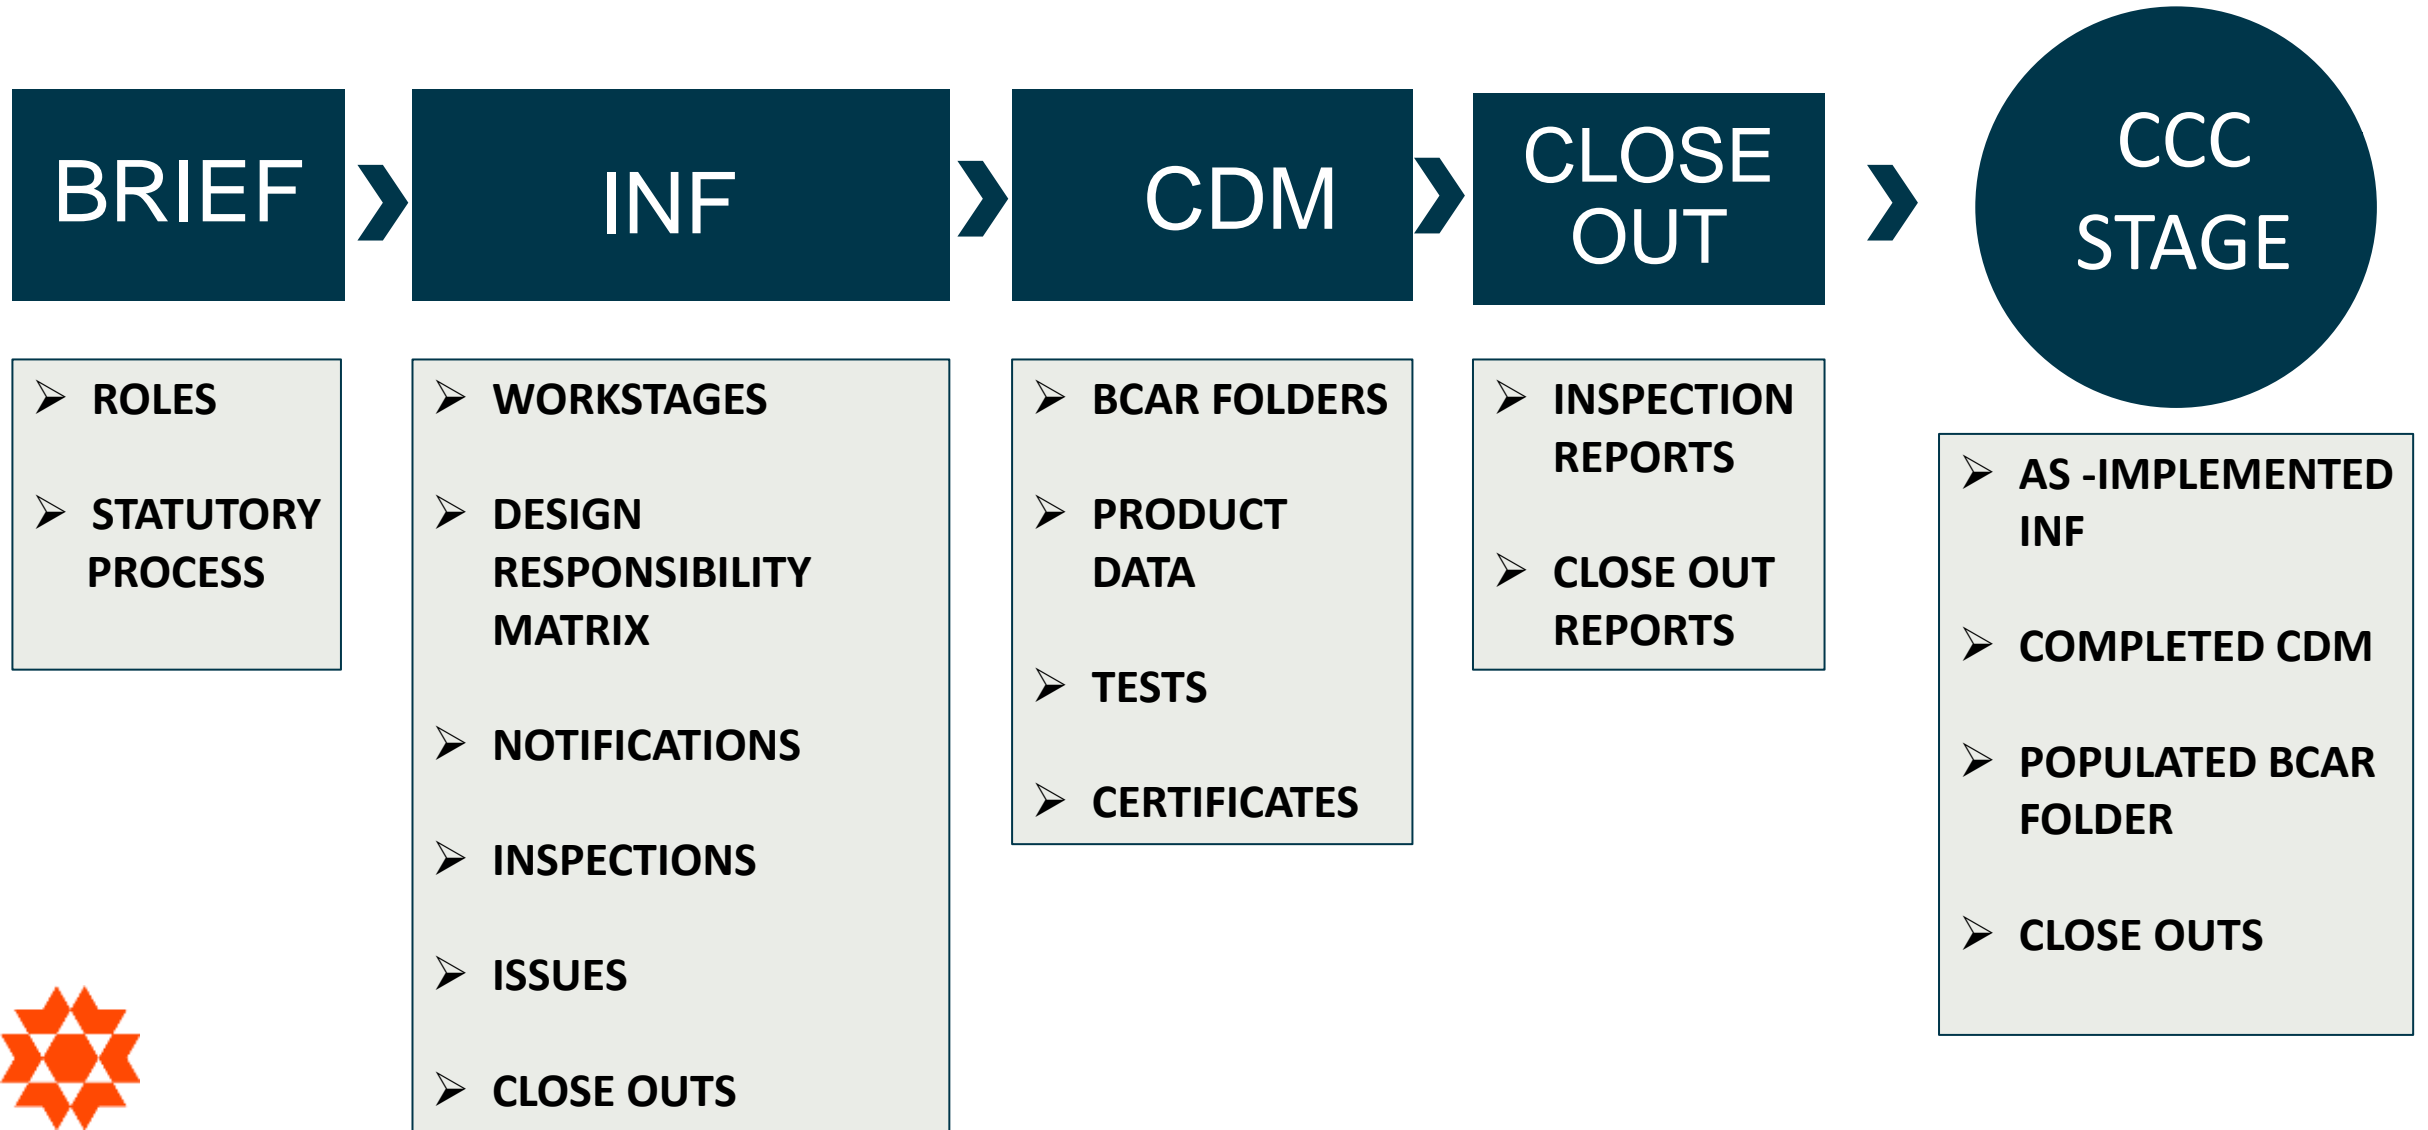 BRIEF
INF
CDM
CLOSE
OUT
CCC
STAGE
ROLES
STATUTORY
PROCESS
WORKSTAGES
DESIGN
RESPONSIBILITY
MATRIX
NOTIFICATIONS
INSPECTIONS
ISSUES
CLOSE OUTS
BCAR FOLDERS
PRODUCT
DATA
TESTS
CERTIFICATES
INSPECTION
REPORTS
CLOSE OUT
REPORTS
AS -IMPLEMENTED
INF
COMPLETED CDM
POPULATED BCAR
FOLDER
CLOSE OUTS